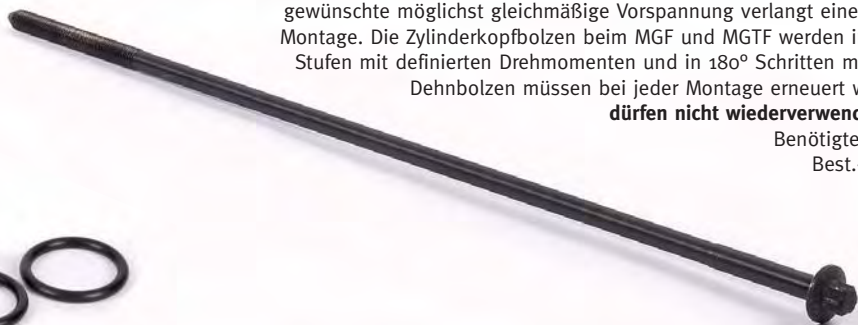 gewünschte möglichst gleichmäßige Vorspannung verlangt eine
Montage. Die Zylinderkopfbolzen beim MGF und MGTF werden i
Stufen mit definierten Drehmomenten und in 180° Schritten m
Dehnbolzen müssen bei jeder Montage erneuert w
dürfen nicht wiederverwend
Benötigte
Best.